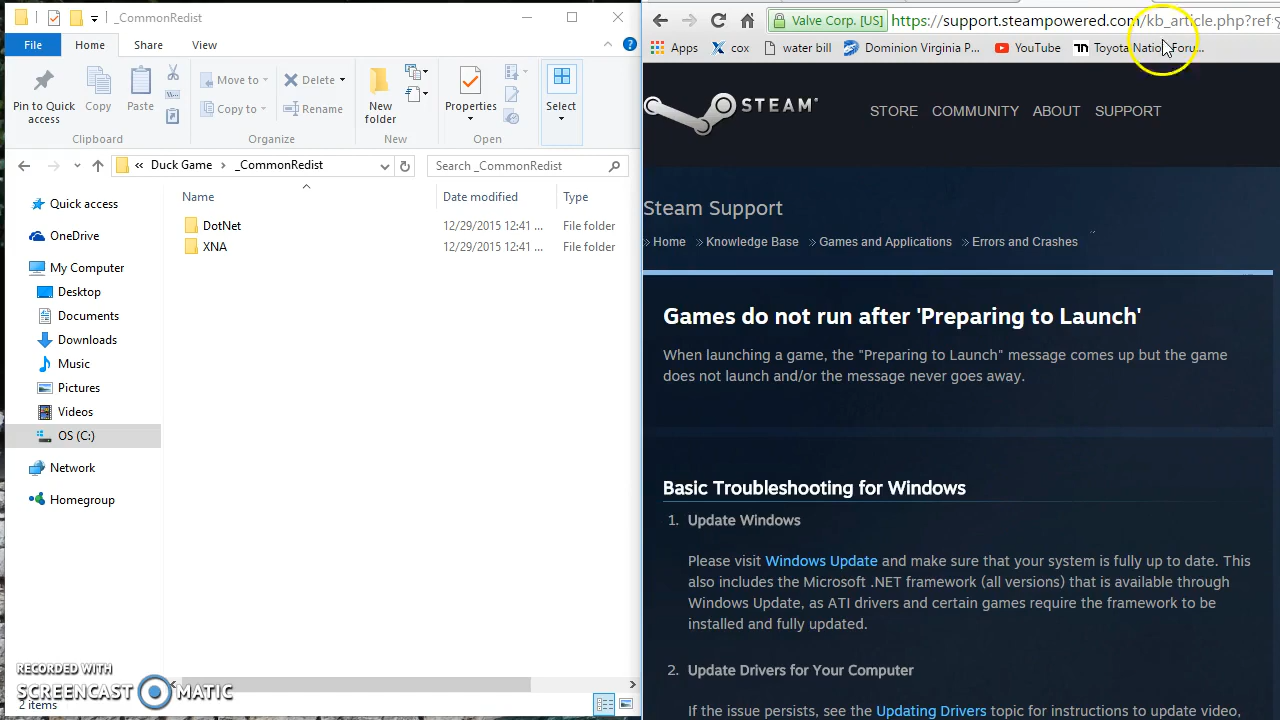 _CommonRedist
File Home Share View
Pin to Quick access
Copy
Paste
Clipboard
Move to
Copy to
Delete
Rename
Organize
New folder
New
Properties
Open
Select
« Duck Game > _CommonRedist
Search _CommonRedist
Name Date modified Type
DotNet 12/29/2015 12:41 ... File folder
XNA 12/29/2015 12:41 ... File folder
Quick access
OneDrive
My Computer
Desktop
Documents
Downloads
Music
Pictures
Videos
OS (C:)
Network
Homegroup
RECORDED WITH
SCREENCAST MATIC
2 items
Valve Corp. [US] https://support.steampowered.com/kb_article.php?ref
Apps cox water bill Dominion Virginia P... YouTube Toyota Nation Foru...
STEAM STORE COMMUNITY ABOUT SUPPORT
Steam Support
» Home » Knowledge Base » Games and Applications » Errors and Crashes
Games do not run after 'Preparing to Launch'
When launching a game, the "Preparing to Launch" message comes up but the game
does not launch and/or the message never goes away.
Basic Troubleshooting for Windows
1. Update Windows
Please visit Windows Update and make sure that your system is fully up to date. This
also includes the Microsoft .NET framework (all versions) that is available through
Windows Update, as ATI drivers and certain games require the framework to be
installed and fully updated.
2. Update Drivers for Your Computer
If the issue persists, see the Updating Drivers topic for instructions to update video,